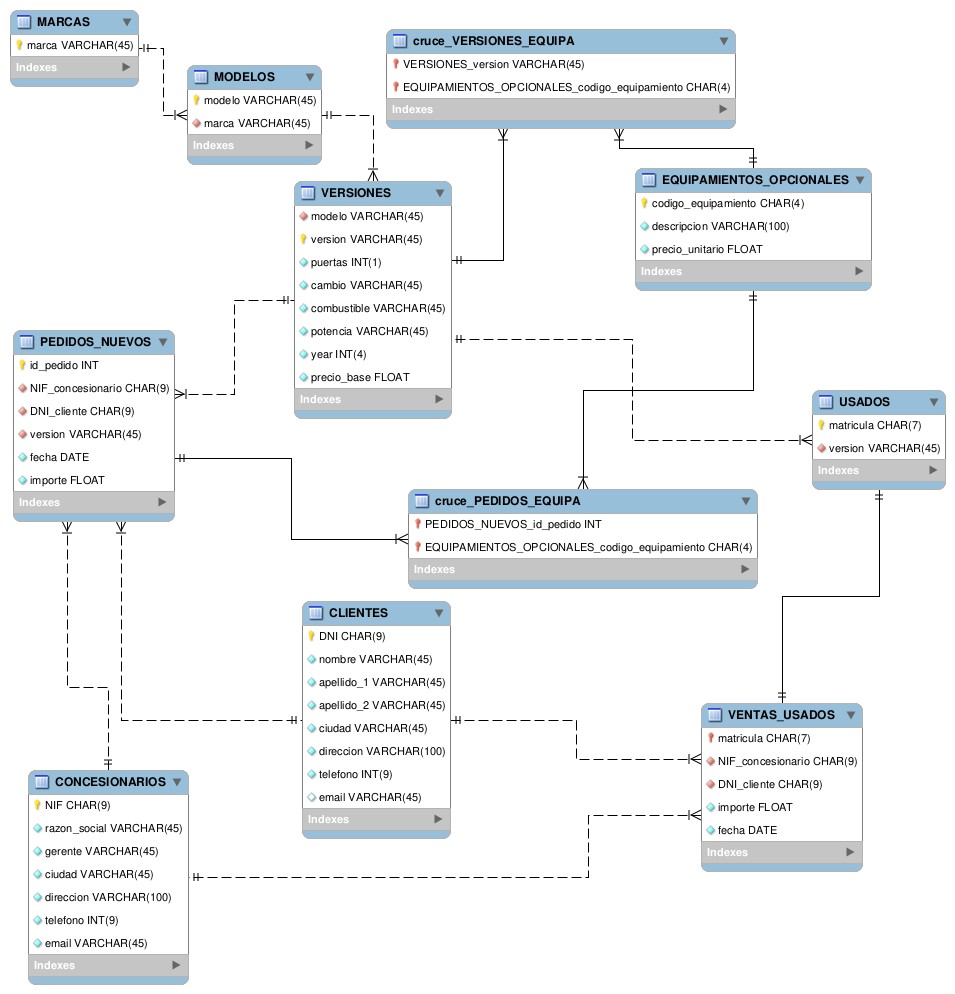 MARCAS
marca VARCHAR(45)
Indexes
MODELOS
modelo VARCHAR(45)
marca VARCHAR(45)
Indexes
cruce_VERSIONES_EQUIPA
VERSIONES_version VARCHAR(45)
EQUIPAMIENTOS_OPCIONALES_codigo_equipamiento CHAR(4)
Indexes
EQUIPAMIENTOS_OPCIONALES
codigo_equipamiento CHAR(4)
descripcion VARCHAR(100)
precio_unitario FLOAT
Indexes
VERSIONES
modelo VARCHAR(45)
version VARCHAR(45)
puertas INT(1)
cambio VARCHAR(45)
combustible VARCHAR(45)
potencia VARCHAR(45)
year INT(4)
precio_base FLOAT
Indexes
PEDIDOS_NUEVOS
id_pedido INT
NIF_concesionario CHAR(9)
DNI_cliente CHAR(9)
version VARCHAR(45)
fecha DATE
importe FLOAT
Indexes
USADOS
matricula CHAR(7)
version VARCHAR(45)
Indexes
cruce_PEDIDOS_EQUIPA
PEDIDOS_NUEVOS_id_pedido INT
EQUIPAMIENTOS_OPCIONALES_codigo_equipamiento CHAR(4)
Indexes
CLIENTES
DNI CHAR(9)
nombre VARCHAR(45)
apellido_1 VARCHAR(45)
apellido_2 VARCHAR(45)
ciudad VARCHAR(45)
direccion VARCHAR(100)
telefono INT(9)
email VARCHAR(45)
Indexes
VENTAS_USADOS
matricula CHAR(7)
NIF_concesionario CHAR(9)
DNI_cliente CHAR(9)
importe FLOAT
fecha DATE
Indexes
CONCESIONARIOS
NIF CHAR(9)
razon_social VARCHAR(45)
gerente VARCHAR(45)
ciudad VARCHAR(45)
direccion VARCHAR(100)
telefono INT(9)
email VARCHAR(45)
Indexes